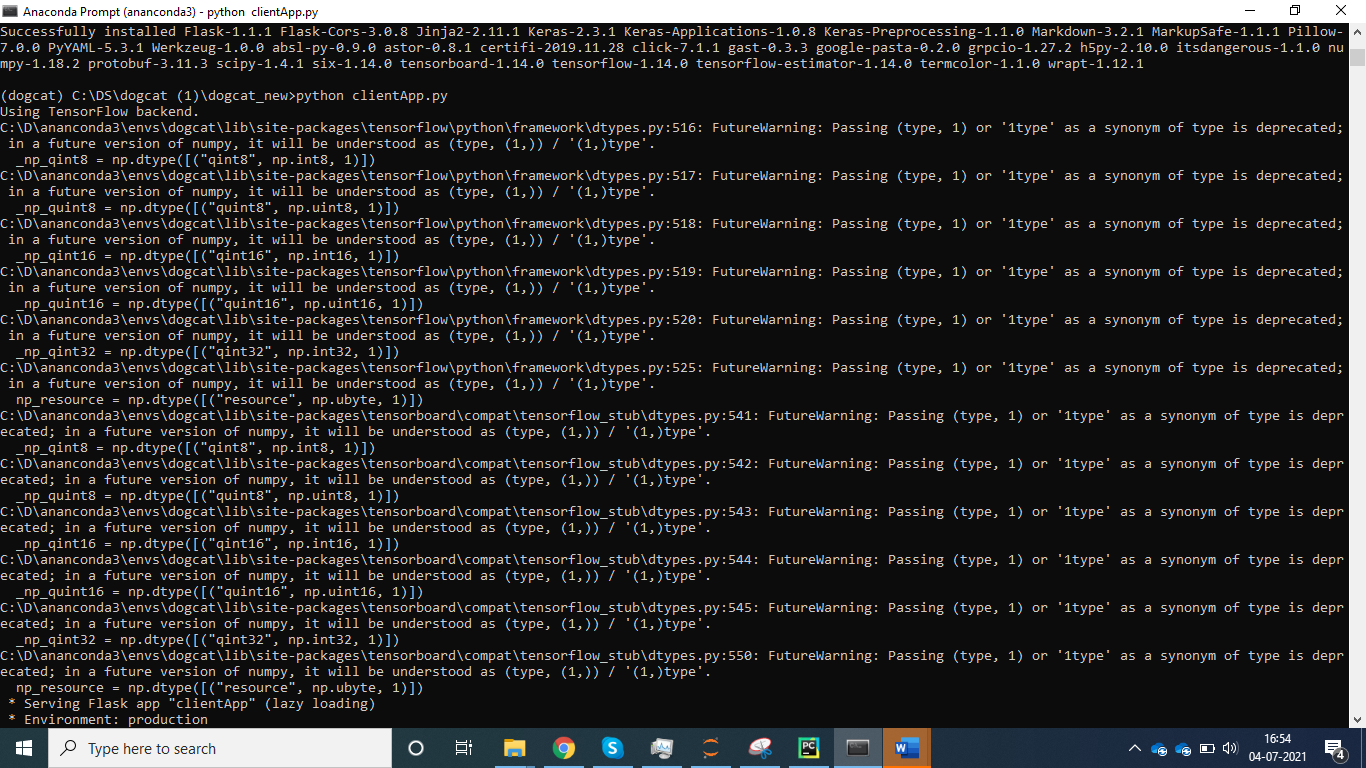 Anaconda Prompt (ananconda3) - python  clientApp.py
Successfully installed Flask-1.1.1 Flask-Cors-3.0.8 Jinja2-2.11.1 Keras-2.3.1 Keras-Applications-1.0.8 Keras-Preprocessing-1.1.0 Markdown-3.2.1 MarkupSafe-1.1.1 Pillow-
7.0.0 PyYAML-5.3.1 Werkzeug-1.0.0 absl-py-0.9.0 astor-0.8.1 certifi-2019.11.28 click-7.1.1 gast-0.3.3 google-pasta-0.2.0 grpcio-1.27.2 h5py-2.10.0 itsdangerous-1.1.0 nu
mpy-1.18.2 protobuf-3.11.3 scipy-1.4.1 six-1.14.0 tensorboard-1.14.0 tensorflow-1.14.0 tensorflow-estimator-1.14.0 termcolor-1.1.0 wrapt-1.12.1
(dogcat) C:\DS\dogcat (1)\dogcat_new>python clientApp.py
Using TensorFlow backend.
C:\D\ananconda3\envs\dogcat\lib\site-packages\tensorflow\python\framework\dtypes.py:516: FutureWarning: Passing (type, 1) or '1type' as a synonym of type is deprecated;
 in a future version of numpy, it will be understood as (type, (1,)) / '(1,)type'.
  _np_qint8 = np.dtype([("qint8", np.int8, 1)])
C:\D\ananconda3\envs\dogcat\lib\site-packages\tensorflow\python\framework\dtypes.py:517: FutureWarning: Passing (type, 1) or '1type' as a synonym of type is deprecated;
 in a future version of numpy, it will be understood as (type, (1,)) / '(1,)type'.
  _np_quint8 = np.dtype([("quint8", np.uint8, 1)])
C:\D\ananconda3\envs\dogcat\lib\site-packages\tensorflow\python\framework\dtypes.py:518: FutureWarning: Passing (type, 1) or '1type' as a synonym of type is deprecated;
 in a future version of numpy, it will be understood as (type, (1,)) / '(1,)type'.
  _np_qint16 = np.dtype([("qint16", np.int16, 1)])
C:\D\ananconda3\envs\dogcat\lib\site-packages\tensorflow\python\framework\dtypes.py:519: FutureWarning: Passing (type, 1) or '1type' as a synonym of type is deprecated;
 in a future version of numpy, it will be understood as (type, (1,)) / '(1,)type'.
  _np_quint16 = np.dtype([("quint16", np.uint16, 1)])
C:\D\ananconda3\envs\dogcat\lib\site-packages\tensorflow\python\framework\dtypes.py:520: FutureWarning: Passing (type, 1) or '1type' as a synonym of type is deprecated;
 in a future version of numpy, it will be understood as (type, (1,)) / '(1,)type'.
  _np_qint32 = np.dtype([("qint32", np.int32, 1)])
C:\D\ananconda3\envs\dogcat\lib\site-packages\tensorflow\python\framework\dtypes.py:525: FutureWarning: Passing (type, 1) or '1type' as a synonym of type is deprecated;
 in a future version of numpy, it will be understood as (type, (1,)) / '(1,)type'.
  np_resource = np.dtype([("resource", np.ubyte, 1)])
C:\D\ananconda3\envs\dogcat\lib\site-packages\tensorboard\compat\tensorflow_stub\dtypes.py:541: FutureWarning: Passing (type, 1) or '1type' as a synonym of type is depr
ecated; in a future version of numpy, it will be understood as (type, (1,)) / '(1,)type'.
  _np_qint8 = np.dtype([("qint8", np.int8, 1)])
C:\D\ananconda3\envs\dogcat\lib\site-packages\tensorboard\compat\tensorflow_stub\dtypes.py:542: FutureWarning: Passing (type, 1) or '1type' as a synonym of type is depr
ecated; in a future version of numpy, it will be understood as (type, (1,)) / '(1,)type'.
  _np_quint8 = np.dtype([("quint8", np.uint8, 1)])
C:\D\ananconda3\envs\dogcat\lib\site-packages\tensorboard\compat\tensorflow_stub\dtypes.py:543: FutureWarning: Passing (type, 1) or '1type' as a synonym of type is depr
ecated; in a future version of numpy, it will be understood as (type, (1,)) / '(1,)type'.
  _np_qint16 = np.dtype([("qint16", np.int16, 1)])
C:\D\ananconda3\envs\dogcat\lib\site-packages\tensorboard\compat\tensorflow_stub\dtypes.py:544: FutureWarning: Passing (type, 1) or '1type' as a synonym of type is depr
ecated; in a future version of numpy, it will be understood as (type, (1,)) / '(1,)type'.
  _np_quint16 = np.dtype([("quint16", np.uint16, 1)])
C:\D\ananconda3\envs\dogcat\lib\site-packages\tensorboard\compat\tensorflow_stub\dtypes.py:545: FutureWarning: Passing (type, 1) or '1type' as a synonym of type is depr
ecated; in a future version of numpy, it will be understood as (type, (1,)) / '(1,)type'.
  _np_qint32 = np.dtype([("qint32", np.int32, 1)])
C:\D\ananconda3\envs\dogcat\lib\site-packages\tensorboard\compat\tensorflow_stub\dtypes.py:550: FutureWarning: Passing (type, 1) or '1type' as a synonym of type is depr
ecated; in a future version of numpy, it will be understood as (type, (1,)) / '(1,)type'.
  np_resource = np.dtype([("resource", np.ubyte, 1)])
 * Serving Flask app "clientApp" (lazy loading)
 * Environment: production
Type here to search
16:54
04-07-2021
4